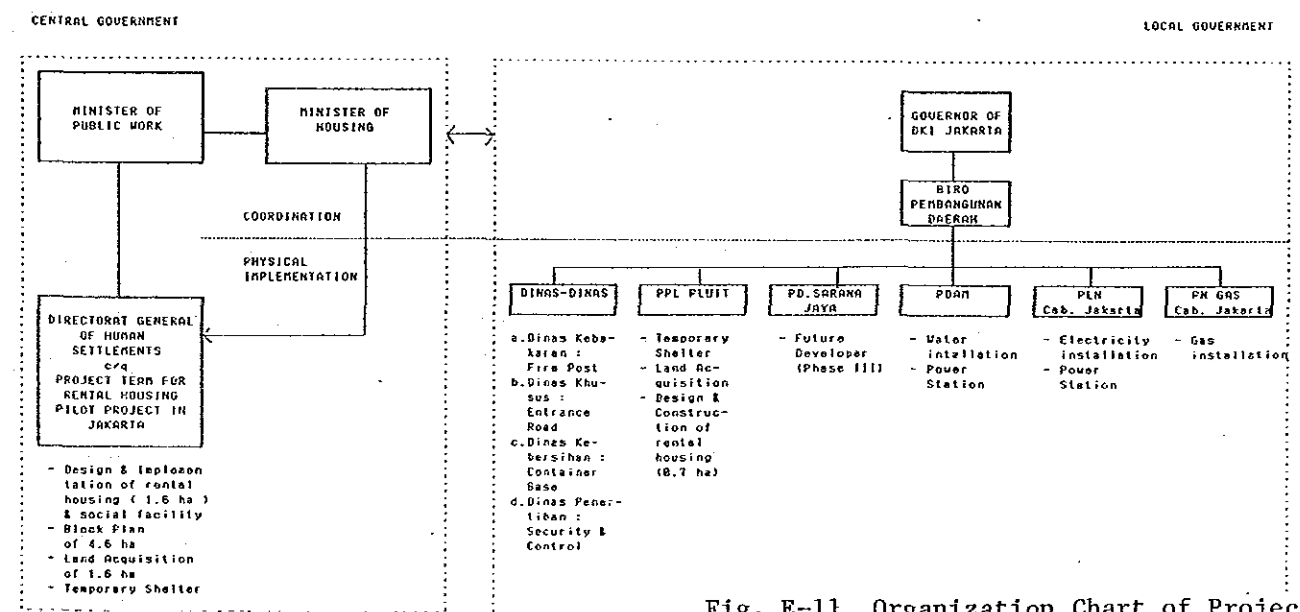 CENTRAL GOVERNMENT
LOCAL GOVERNMENT
MINISTER OF
PUBLIC WORK
MINISTER OF
HOUSING
COORDINATION
PHYSICAL
IMPLEMENTATION
DIRECTORAT GENERAL
OF HUMAN
SETTLEMENTS
c/q
PROJECT TERM FOR
RENTAL HOUSING
PILOT PROJECT IN
JAKARTA
- Design & Implemon
tation of rental
housing ( 1.6 ha )
& social facility
- Block Plan
of 4.6 ha
- Land Acquisition
of 1.6 ha
- Temporary Shelter
GOVERNOR OF
DKI JAKARTA
BIRO
PEMBANGUNAN
DAERAH
DINAS-DINAS
a.Dinas Keba-
karan :
Fire Post
b.Dinas Khu-
sus :
Entrance
Road
c.Dinas Ke-
bersihan :
Container
Base
d.Dinas Pener-
tiban :
Security &
Control
PPL PLUIT
- Temporary
Shelter
- Land Ac-
quisition
- Design &
Construc-
tion of
rental
housing
(0.7 ha)
PD.SARANA
JAYA
- Future
Developer
(Phase III)
PDAM
- Water
intallation
- Power
Station
PLN
Cab. Jakarta
- Electricity
installation
- Power
Station
PN GAS
Cab. Jakarta
- Gas
installation
Fig. E-11 Organization Chart of Projec